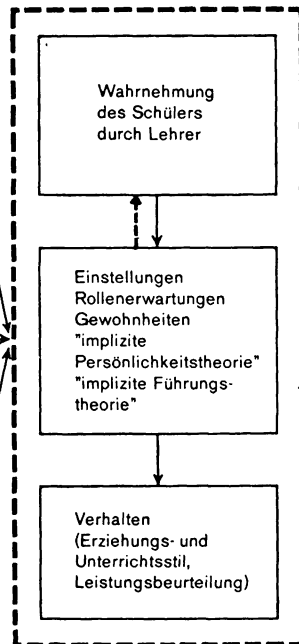 Wahrnehmung
des Schülers
durch Lehrer
Einstellungen
Rollenerwartungen
Gewohnheiten
"implizite
Persönlichkeitstheorie"
"implizite Führungs-
theorie"
Verhalten
(Erziehungs- und
Unterrichtsstil,
Leistungsbeurteilung)